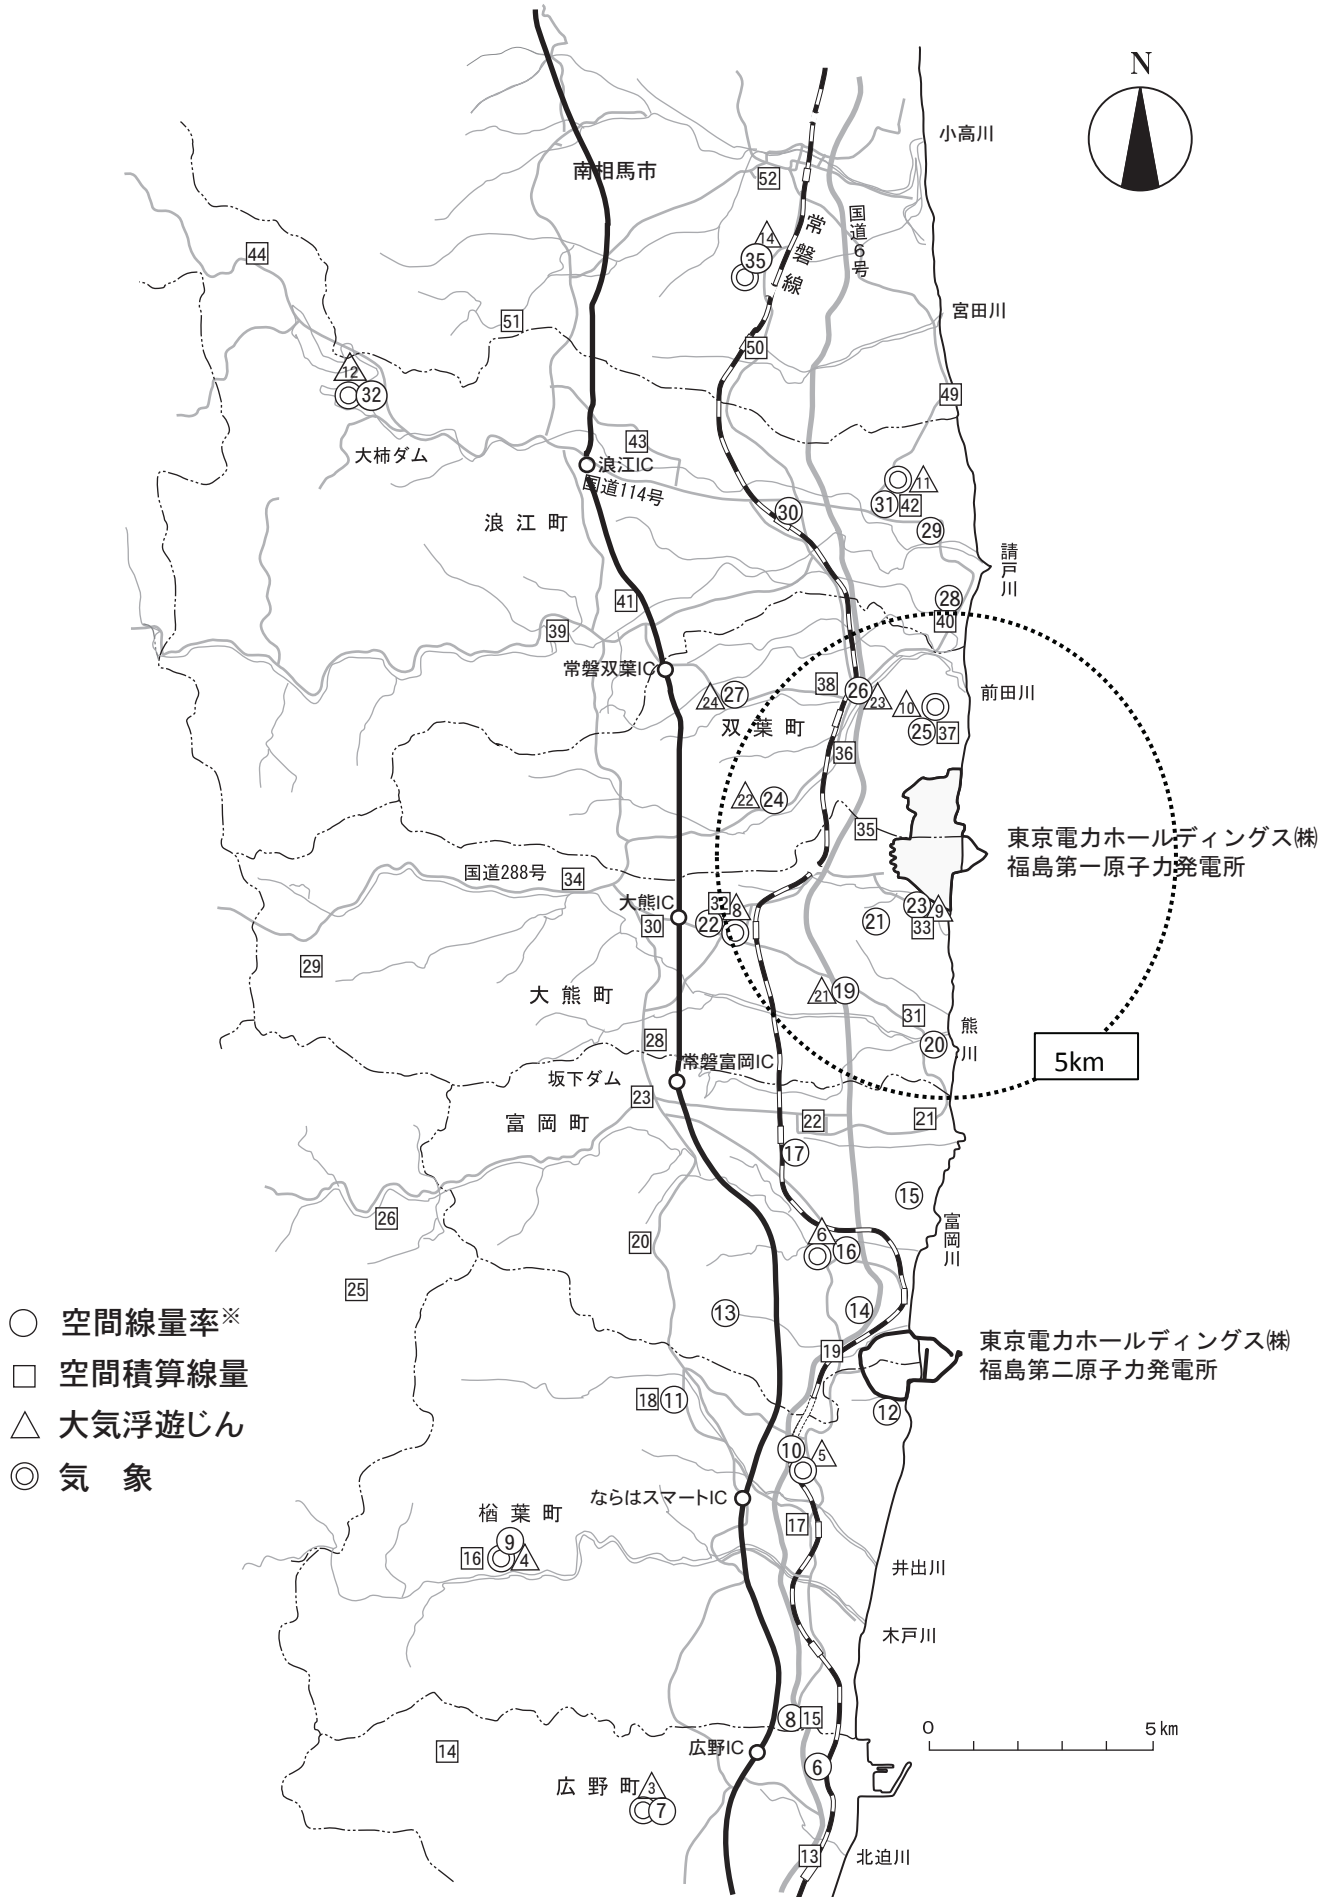 N
小高川
南相馬市
52
常磐線
国道6号
14
35
44
宮田川
51
50
12
32
49
43
大柿ダム
浪江IC
国道114号
11
31
42
30
29
浪江町
請戸川
28
41
40
39
常磐双葉IC
38
26
23
10
前田川
24
27
双葉町
25
37
36
22
24
35
東京電力ホールディングス㈱
福島第一原子力発電所
国道288号
34
大熊IC
32
8
22
30
21
23
9
33
29
大熊町
21
19
31
熊川
20
28
常磐富岡IC
5km
坂下ダム
23
富岡町
22
21
17
15
26
富岡川
20
6
16
25
13
14
○ 空間線量率※
□ 空間積算線量
△ 大気浮遊じん
◎ 気象
東京電力ホールディングス㈱
福島第二原子力発電所
19
18
11
12
10
5
ならはスマートIC
楢葉町
17
9
16
4
井出川
木戸川
8
15
0 5km
広野IC
14
6
広野町
3
7
13
北迫川